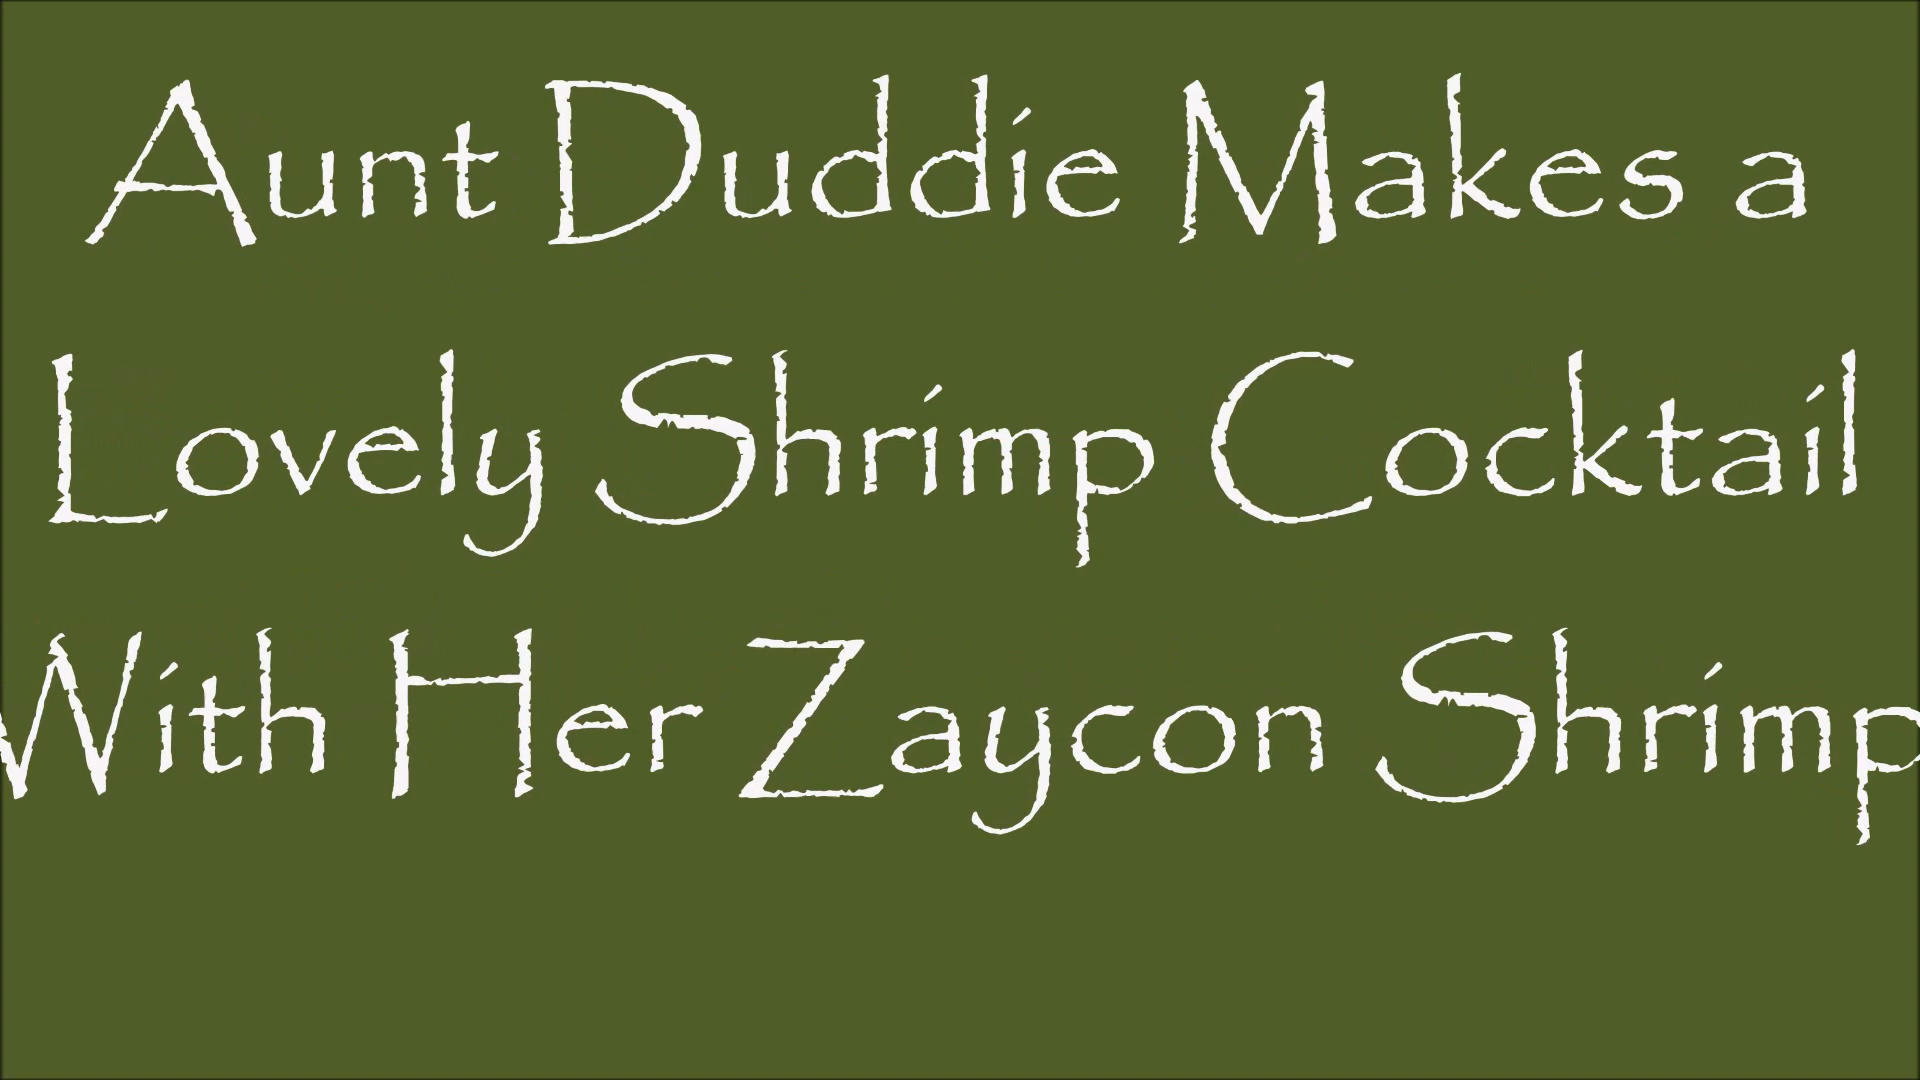 Aunt Duddie Makes a
Lovely Shrimp Cocktail
With Her Zaycon Shrimp